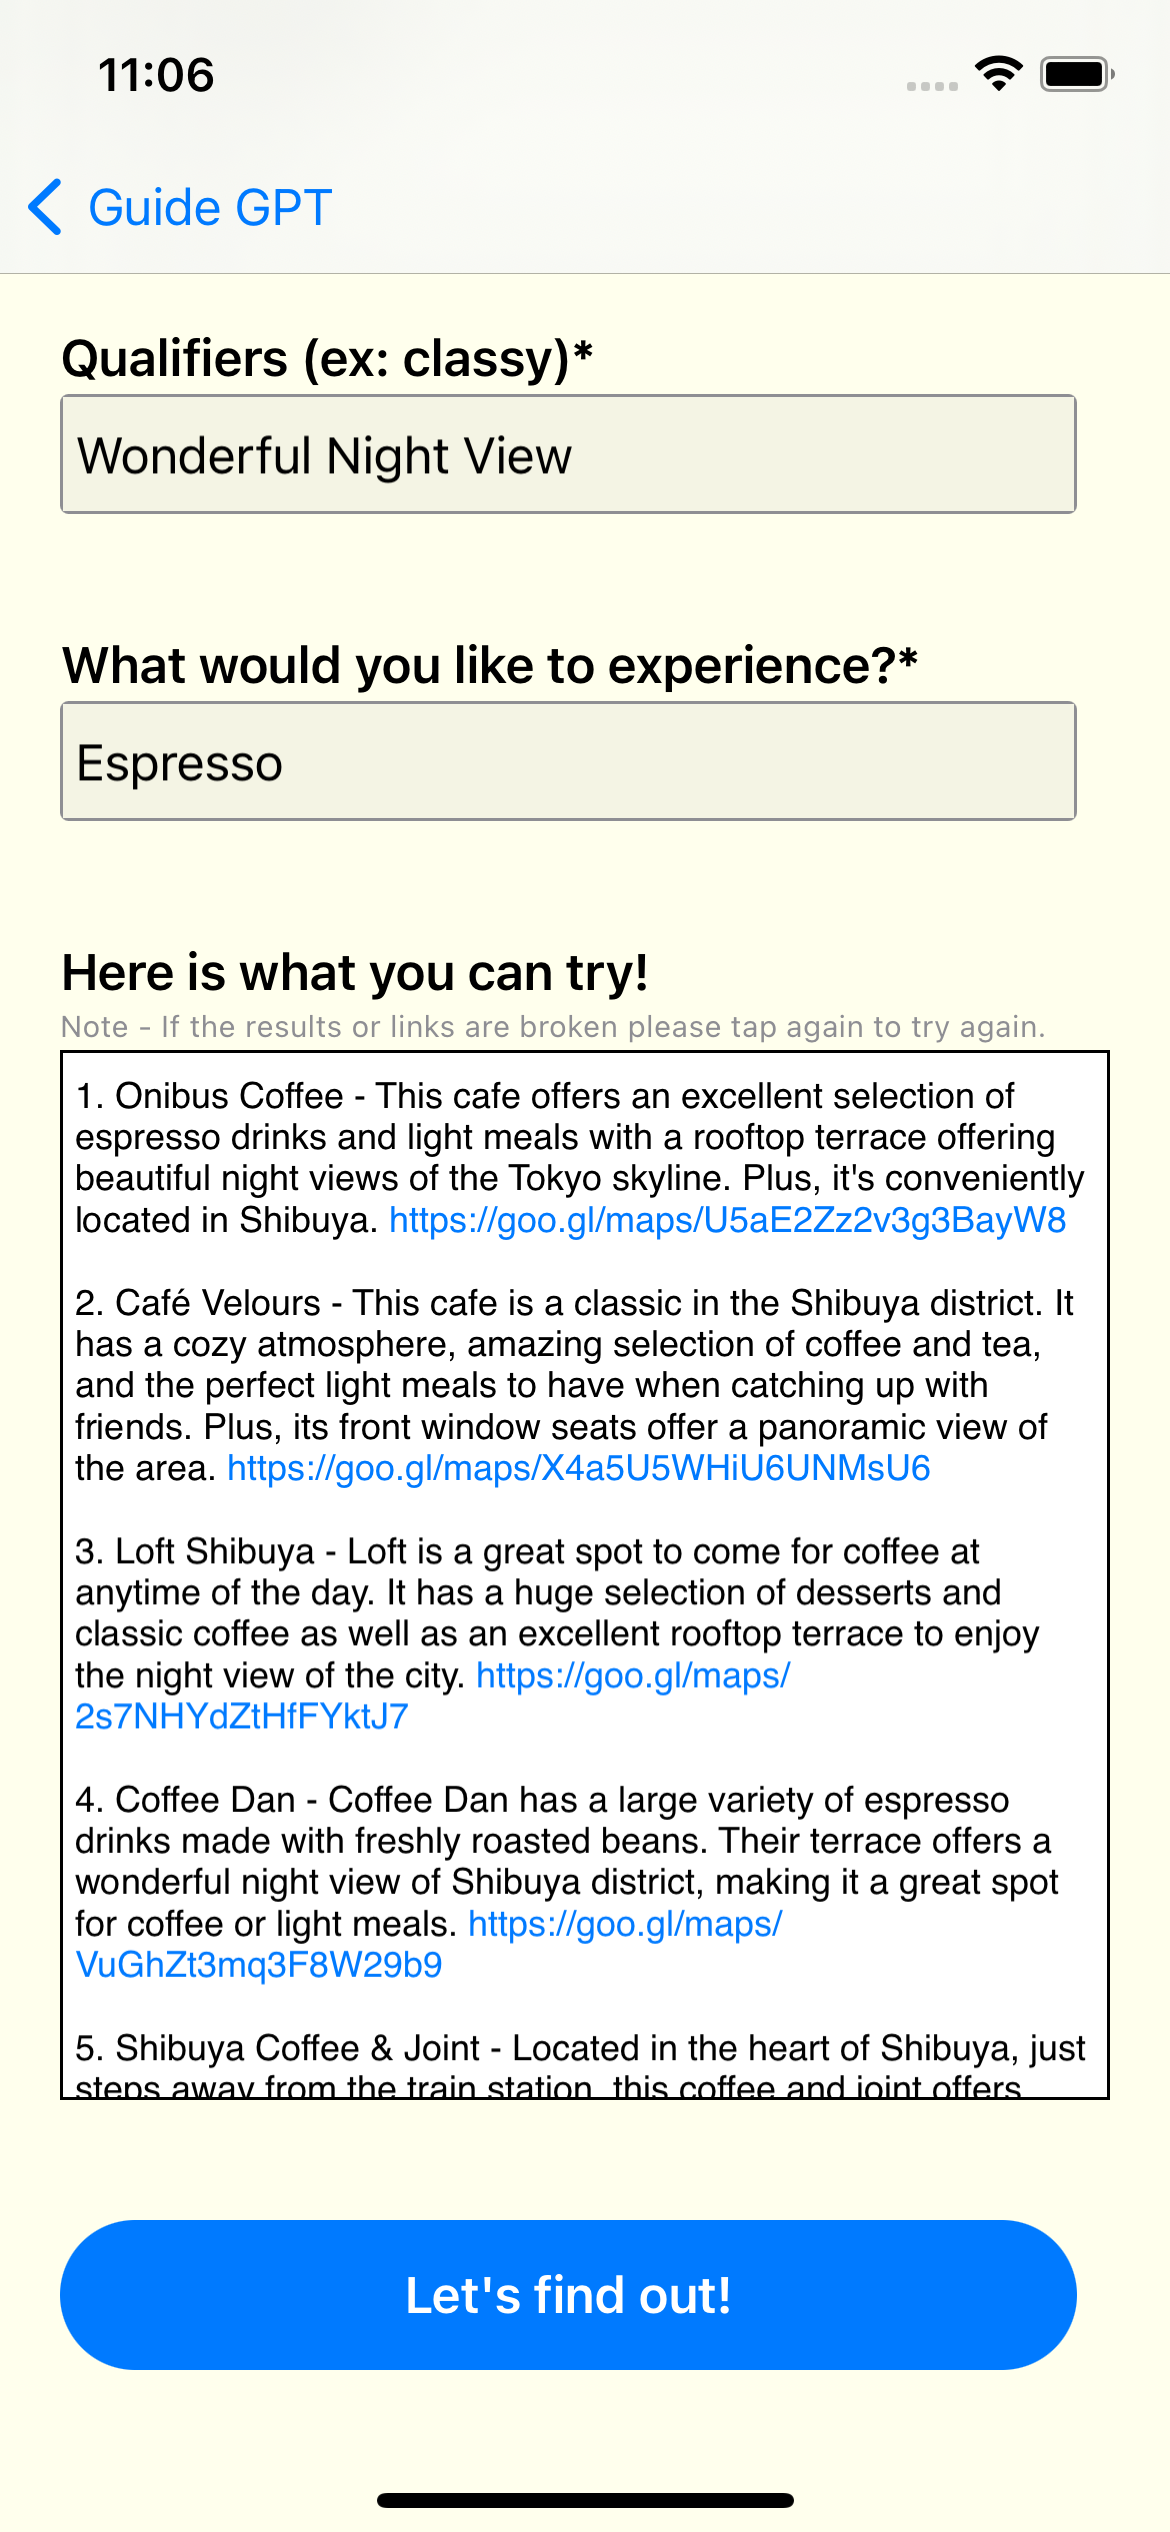 11:06
Guide GPT
Qualifiers (ex: classy)*
Wonderful Night View
What would you like to experience?*
Espresso
Here is what you can try!
Note - If the results or links are broken please tap again to try again.
1. Onibus Coffee - This cafe offers an excellent selection of
espresso drinks and light meals with a rooftop terrace offering
beautiful night views of the Tokyo skyline. Plus, it's conveniently
located in Shibuya. https://goo.gl/maps/U5aE2Zz2v3g3BayW8
2. Café Velours - This cafe is a classic in the Shibuya district. It
has a cozy atmosphere, amazing selection of coffee and tea,
and the perfect light meals to have when catching up with
friends. Plus, its front window seats offer a panoramic view of
the area. https://goo.gl/maps/X4a5U5WHiU6UNMsU6
3. Loft Shibuya - Loft is a great spot to come for coffee at
anytime of the day. It has a huge selection of desserts and
classic coffee as well as an excellent rooftop terrace to enjoy
the night view of the city. https://goo.gl/maps/
2s7NHYdZtHfFYktJ7
4. Coffee Dan - Coffee Dan has a large variety of espresso
drinks made with freshly roasted beans. Their terrace offers a
wonderful night view of Shibuya district, making it a great spot
for coffee or light meals. https://goo.gl/maps/
VuGhZt3mq3F8W29b9
5. Shibuya Coffee & Joint - Located in the heart of Shibuya, just
steps away from the train station, this coffee and joint offers
Let's find out!